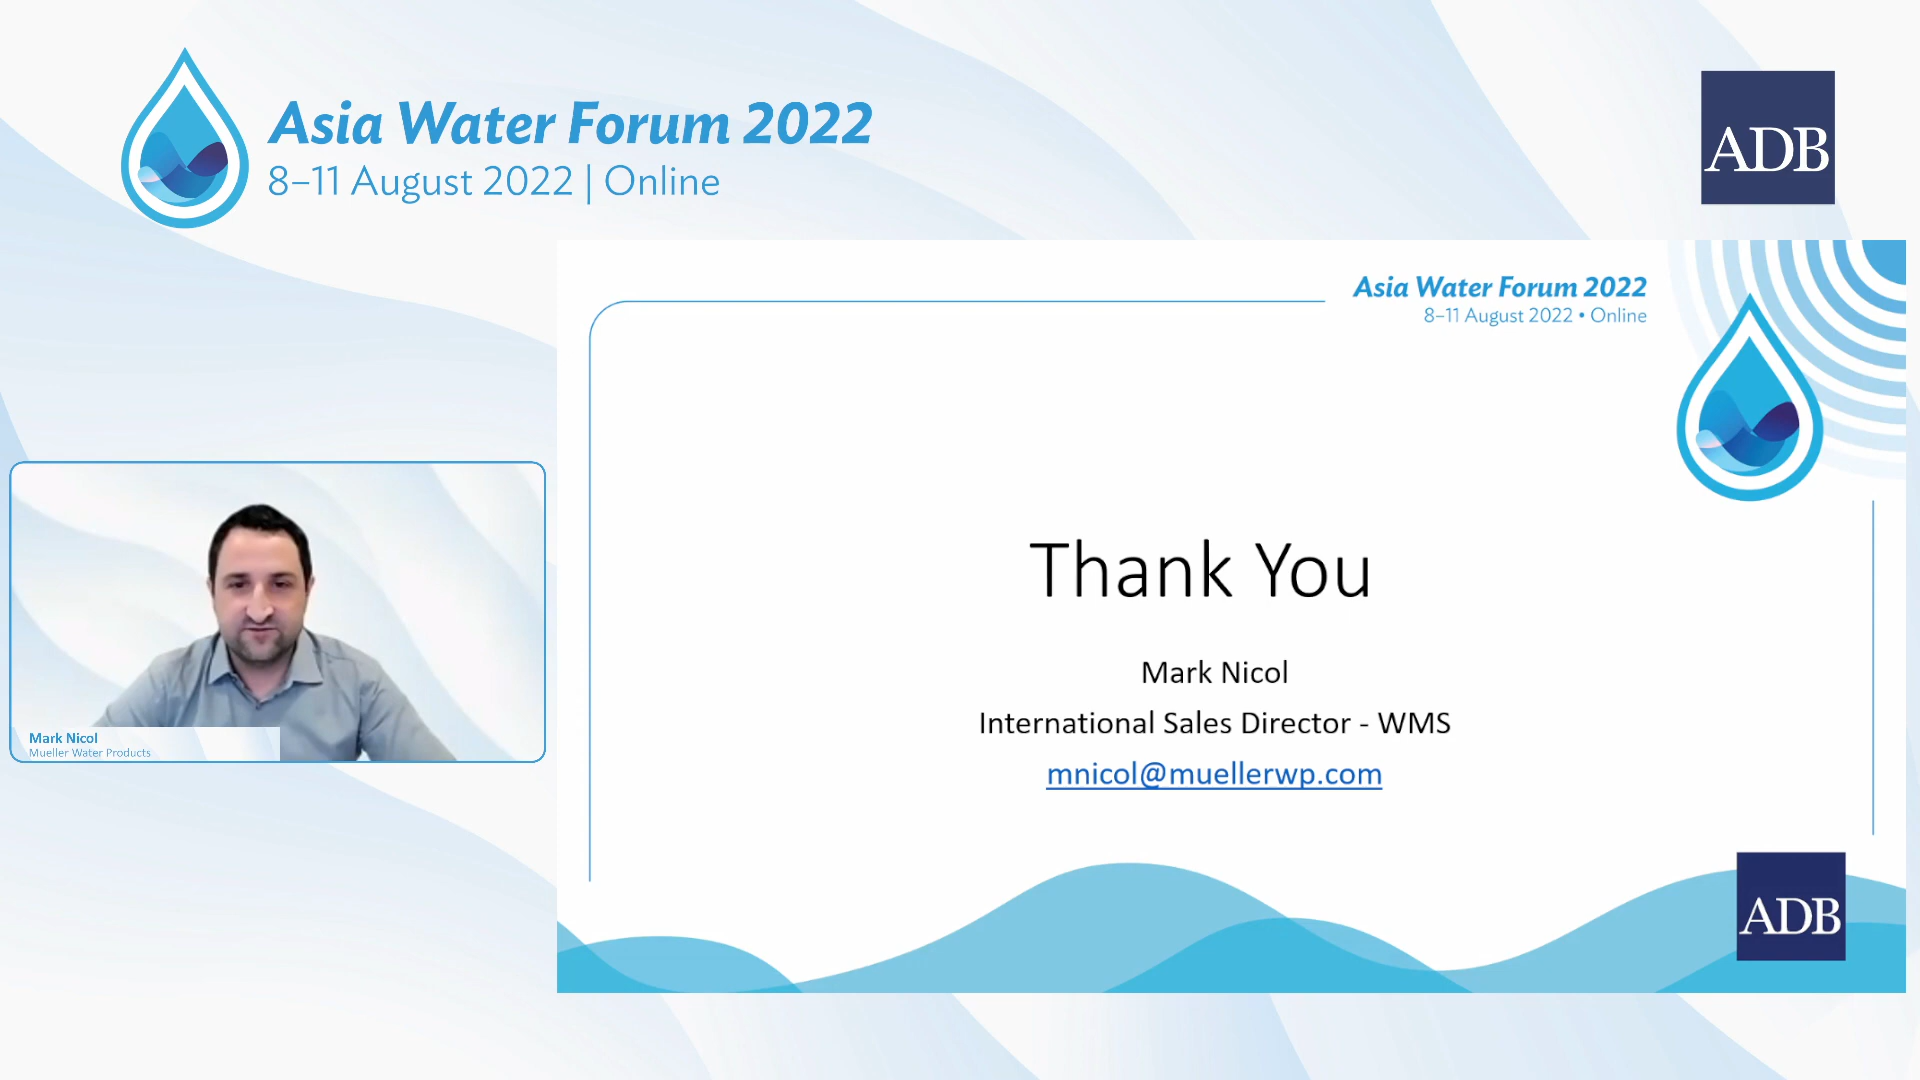 Asia Water Forum 2022
8–11 August 2022 | Online
ADB
Asia Water Forum 2022
8–11 August 2022 • Online
Thank You
Mark Nicol
International Sales Director - WMS
mnicol@muellerwp.com
ADB
Mark Nicol
Mueller Water Products